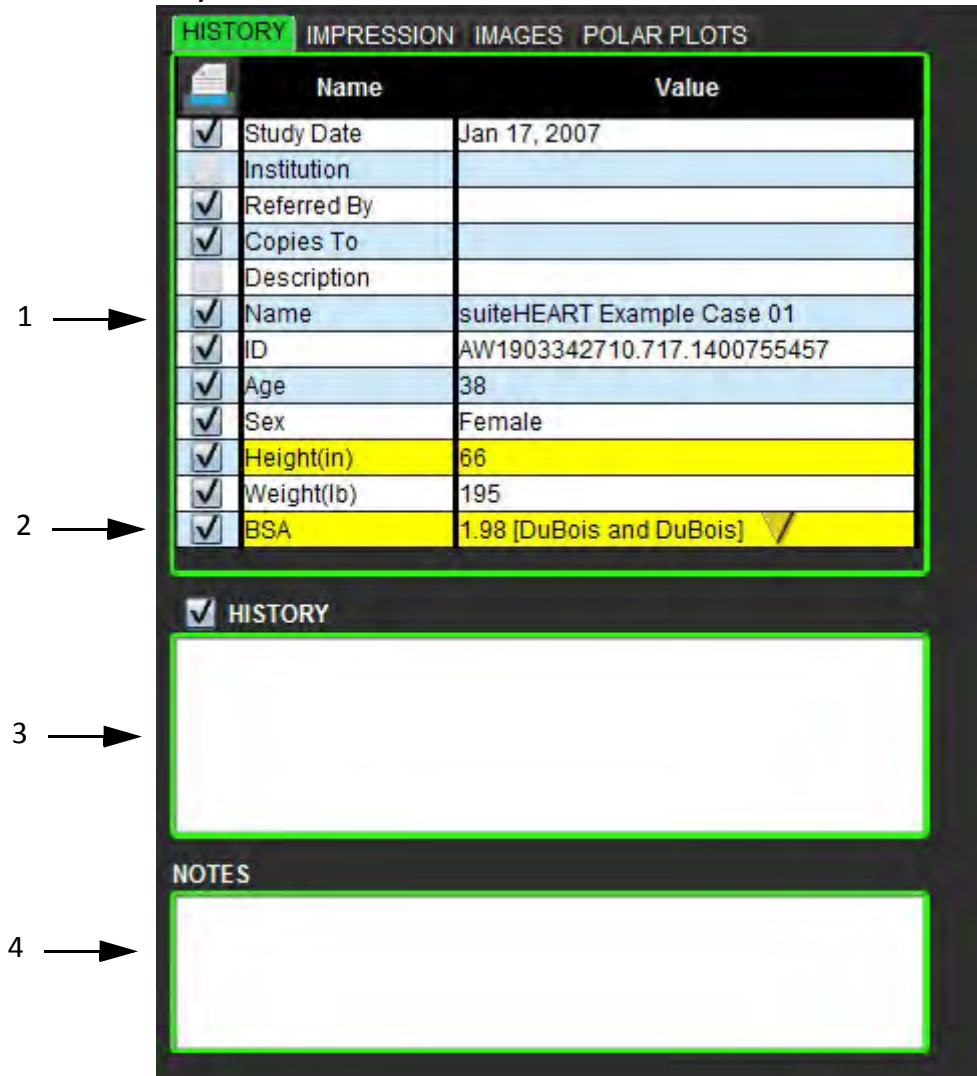 HISTORY IMPRESSION IMAGES POLAR PLOTS
Name Value
Study Date Jan 17, 2007
Institution
Referred By
Copies To
Description
1 Name suiteHEART Example Case 01
ID AW1903342710.717.1400755457
Age 38
Sex Female
Height(in) 66
Weight(lb) 195
2 BSA 1.98 [DuBois and DuBois]
HISTORY
3
NOTES
4